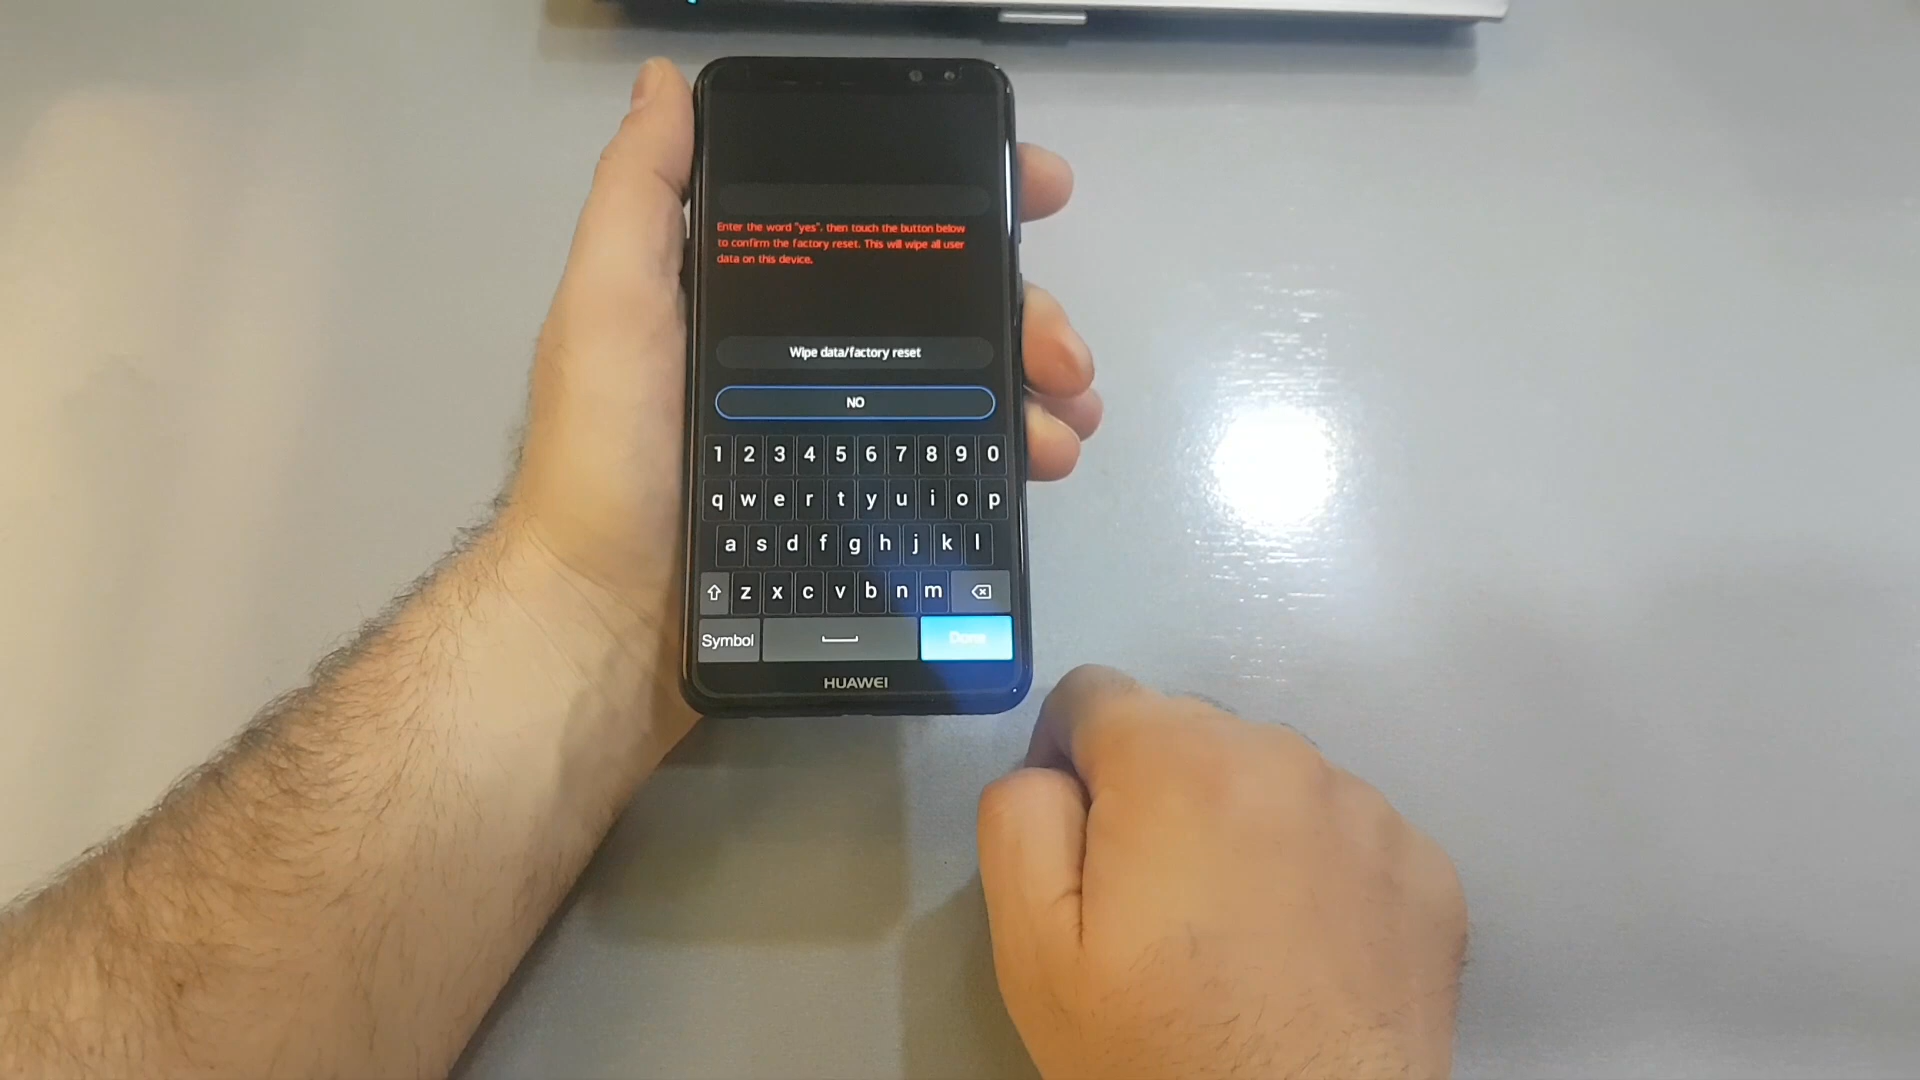 Enter the word "yes", then touch the button below
to confirm the factory reset. This will wipe all user
data on this device.
Wipe data/factory reset
NO
1 2 3 4 5 6 7 8 9 0
q w e r t y u i o p
a s d f g h j k l
z x c v b n m
Symbol Done
HUAWEI